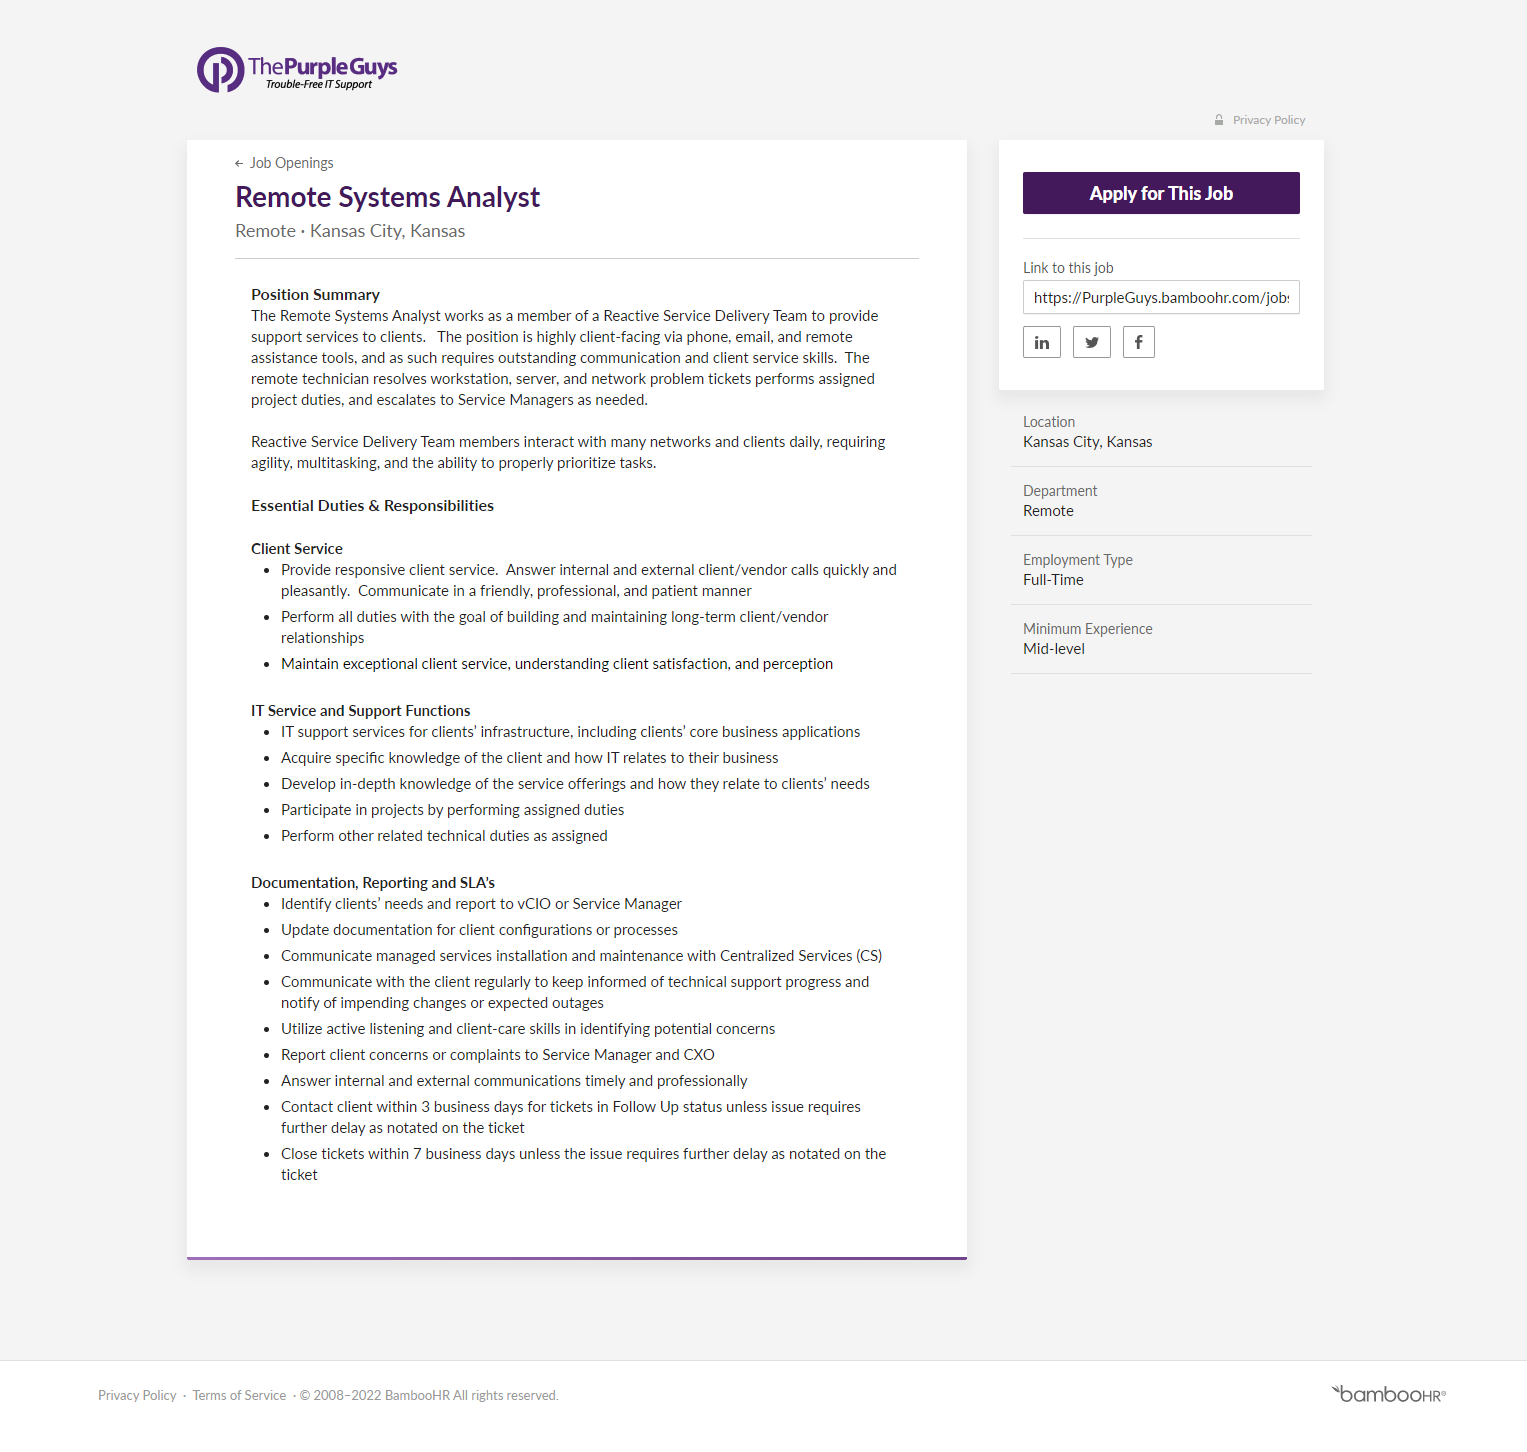 ThePurpleGuys
Trouble-Free IT Support
Privacy Policy
← Job Openings
Remote Systems Analyst
Remote · Kansas City, Kansas
Position Summary
The Remote Systems Analyst works as a member of a Reactive Service Delivery Team to provide
support services to clients.   The position is highly client-facing via phone, email, and remote
assistance tools, and as such requires outstanding communication and client service skills.  The
remote technician resolves workstation, server, and network problem tickets performs assigned
project duties, and escalates to Service Managers as needed.
Reactive Service Delivery Team members interact with many networks and clients daily, requiring
agility, multitasking, and the ability to properly prioritize tasks.
Essential Duties & Responsibilities
Client Service
• Provide responsive client service.  Answer internal and external client/vendor calls quickly and
pleasantly.  Communicate in a friendly, professional, and patient manner
• Perform all duties with the goal of building and maintaining long-term client/vendor
relationships
• Maintain exceptional client service, understanding client satisfaction, and perception
IT Service and Support Functions
• IT support services for clients’ infrastructure, including clients’ core business applications
• Acquire specific knowledge of the client and how IT relates to their business
• Develop in-depth knowledge of the service offerings and how they relate to clients’ needs
• Participate in projects by performing assigned duties
• Perform other related technical duties as assigned
Documentation, Reporting and SLA’s
• Identify clients’ needs and report to vCIO or Service Manager
• Update documentation for client configurations or processes
• Communicate managed services installation and maintenance with Centralized Services (CS)
• Communicate with the client regularly to keep informed of technical support progress and
notify of impending changes or expected outages
• Utilize active listening and client-care skills in identifying potential concerns
• Report client concerns or complaints to Service Manager and CXO
• Answer internal and external communications timely and professionally
• Contact client within 3 business days for tickets in Follow Up status unless issue requires
further delay as notated on the ticket
• Close tickets within 7 business days unless the issue requires further delay as notated on the
ticket
Apply for This Job
Link to this job
https://PurpleGuys.bamboohr.com/jobs
Location
Kansas City, Kansas
Department
Remote
Employment Type
Full-Time
Minimum Experience
Mid-level
Privacy Policy · Terms of Service · © 2008–2022 BambooHR All rights reserved.
bambooHR®